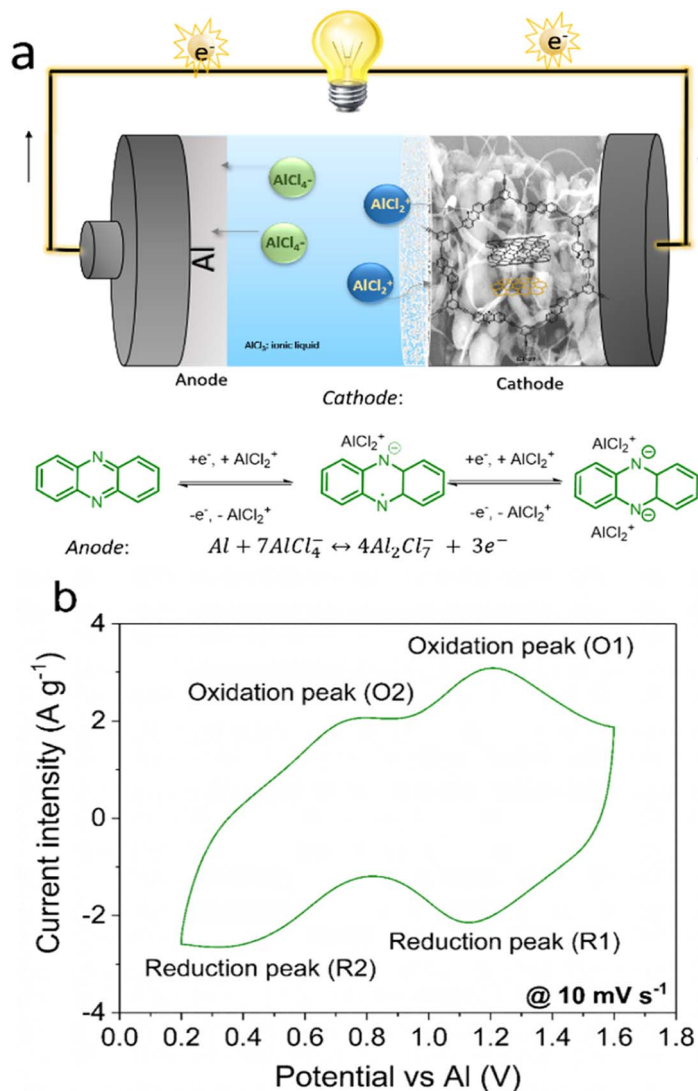 a
e-
e-
AlCl4-
AlCl4-
AlCl2+
AlCl2+
Al
AlCl3: ionic liquid
Anode
Cathode
Cathode:
N
N
+e-, + AlCl2+
-e-, - AlCl2+
AlCl2+
N
N
+e-, + AlCl2+
-e-, - AlCl2+
AlCl2+
N
N
AlCl2+
Anode: Al + 7AlCl4− ↔ 4Al2Cl7− + 3e−
b
Current intensity (A g-1)
4
2
0
-2
-4
Oxidation peak (O1)
Oxidation peak (O2)
Reduction peak (R1)
Reduction peak (R2)
@ 10 mV s-1
0.0 0.2 0.4 0.6 0.8 1.0 1.2 1.4 1.6 1.8
Potential vs Al (V)